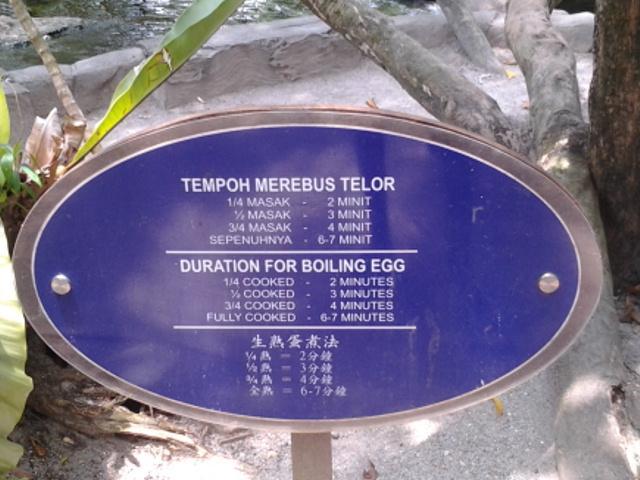 TEMPOH MEREBUS TELOR
1/4 MASAK - 2 MINIT
½ MASAK - 3 MINIT
3/4 MASAK - 4 MINIT
SEPENUHNYA - 6-7 MINIT
DURATION FOR BOILING EGG
1/4 COOKED - 2 MINUTES
½ COOKED - 3 MINUTES
3/4 COOKED - 4 MINUTES
FULLY COOKED - 6-7 MINUTES
生熟蛋煮法
¼熟 = 2分鐘
½熟 = 3分鐘
¾熟 = 4分鐘
全熟 = 6-7分鐘